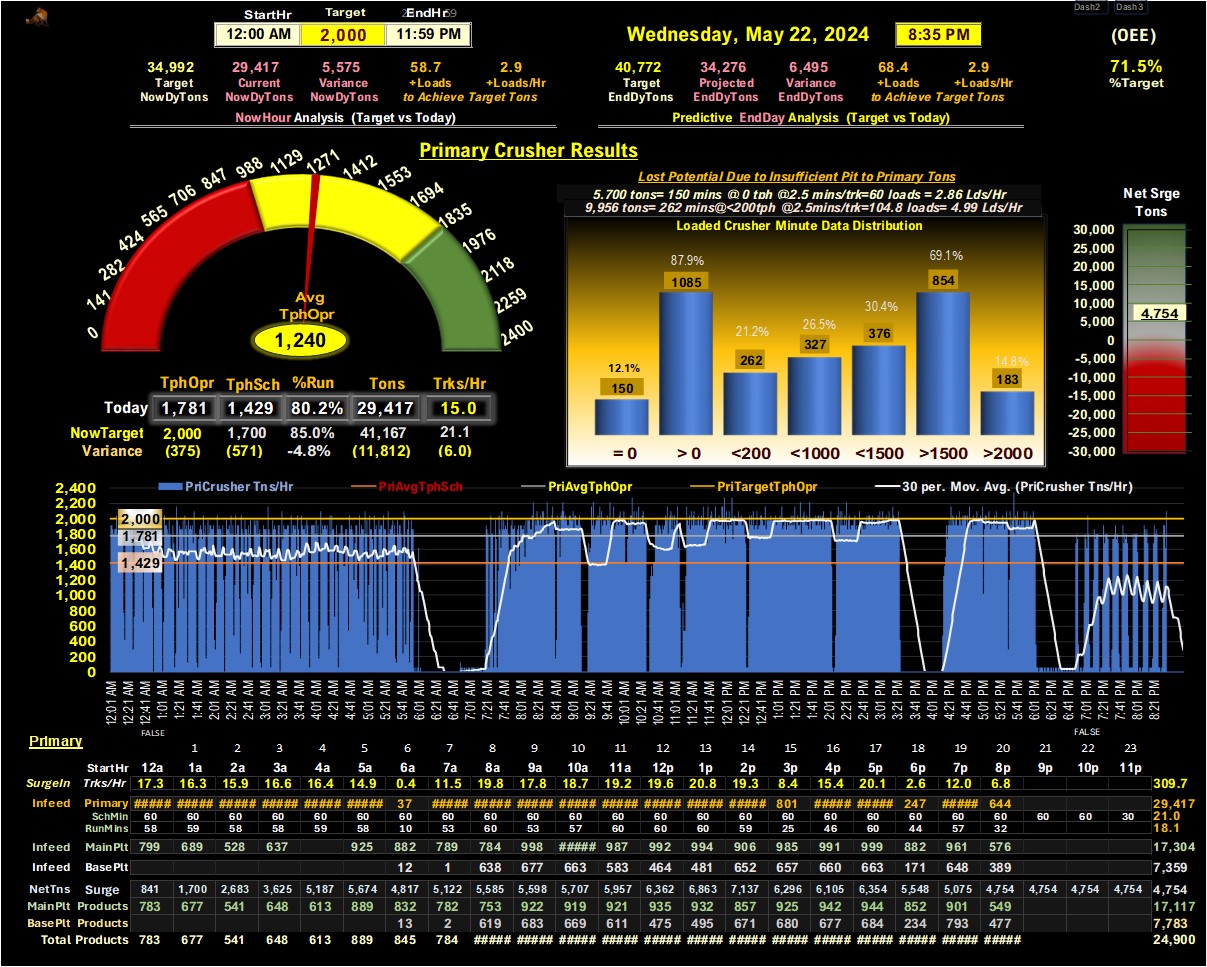 Dash2 Dash3
StartHr Target EndHr
12:00 AM 2,000 11:59 PM
Wednesday, May 22, 2024 8:35 PM (OEE)
34,992 29,417 5,575 58.7 2.9
Target Current Variance +Loads +Loads/Hr
NowDyTons NowDyTons NowDyTons to Achieve Target Tons
NowHour Analysis (Target vs Today)
40,772 34,276 6,495 68.4 2.9 71.5%
Target Projected Variance +Loads +Loads/Hr %Target
EndDyTons EndDyTons EndDyTons to Achieve Target Tons
Predictive EndDay Analysis (Target vs Today)
Primary Crusher Results
0 141 282 424 565 706 847 988 1129 1271 1412 1553 1694 1835 1976 2118 2259 2400
Avg
TphOpr
1,240
Lost Potential Due to Insufficient Pit to Primary Tons
5,700 tons= 150 mins @ 0 tph @2.5 mins/trk=60 loads = 2.86 Lds/Hr
9,956 tons= 262 mins@<200tph @2.5mins/trk=104.8 loads= 4.99 Lds/Hr
Loaded Crusher Minute Data Distribution
12.1% 87.9% 21.2% 26.5% 30.4% 69.1% 14.8%
150 1085 262 327 376 854 183
= 0 > 0 <200 <1000 <1500 >1500 >2000
Net Srge
Tons
30,000
25,000
20,000
15,000
10,000
5,000
0
-5,000
-10,000
-15,000
-20,000
-25,000
-30,000
4,754
TphOpr TphSch %Run Tons Trks/Hr
Today 1,781 1,429 80.2% 29,417 15.0
NowTarget 2,000 1,700 85.0% 41,167 21.1
Variance (375) (571) -4.8% (11,812) (6.0)
PriCrusher Tns/Hr PriAvgTphSch PriAvgTphOpr PriTargetTphOpr 30 per. Mov. Avg. (PriCrusher Tns/Hr)
2,400
2,200
2,000
1,800
1,600
1,400
1,200
1,000
800
600
400
200
0
2,000
1,781
1,429
12:01 AM 12:21 AM 12:41 AM 1:01 AM 1:21 AM 1:41 AM 2:01 AM 2:21 AM 2:41 AM 3:01 AM 3:21 AM 3:41 AM 4:01 AM 4:21 AM 4:41 AM 5:01 AM 5:21 AM 5:41 AM 6:01 AM 6:21 AM 6:41 AM 7:01 AM 7:21 AM 7:41 AM 8:01 AM 8:21 AM 8:41 AM 9:01 AM 9:21 AM 9:41 AM 10:01 AM 10:21 AM 10:41 AM 11:01 AM 11:21 AM 11:41 AM 12:01 PM 12:21 PM 12:41 PM 1:01 PM 1:21 PM 1:41 PM 2:01 PM 2:21 PM 2:41 PM 3:01 PM 3:21 PM 3:41 PM 4:01 PM 4:21 PM 4:41 PM 5:01 PM 5:21 PM 5:41 PM 6:01 PM 6:21 PM 6:41 PM 7:01 PM 7:21 PM 7:41 PM 8:01 PM 8:21 PM
FALSE FALSE
Primary 1 2 3 4 5 6 7 8 9 10 11 12 13 14 15 16 17 18 19 20 21 22 23
StartHr 12a 1a 2a 3a 4a 5a 6a 7a 8a 9a 10a 11a 12p 1p 2p 3p 4p 5p 6p 7p 8p 9p 10p 11p
SurgeIn Trks/Hr 17.3 16.3 15.9 16.6 16.4 14.9 0.4 11.5 19.8 17.8 18.7 19.2 19.6 20.8 19.3 8.4 15.4 20.1 2.6 12.0 6.8 309.7
Infeed Primary ##### ##### ##### ##### ##### ##### 37 ##### ##### ##### ##### ##### ##### ##### ##### 801 ##### ##### 247 ##### 644 29,417
SchMin 60 60 60 60 60 60 60 60 60 60 60 60 60 60 60 60 60 60 60 60 60 60 60 30 21.0
RunMins 58 59 58 58 59 58 10 53 60 53 57 60 60 60 59 25 46 60 44 57 32 18.1
Infeed MainPlt 799 689 528 637 925 882 789 784 998 ##### 987 992 994 906 985 991 999 882 961 576 17,304
Infeed BasePlt 12 1 638 677 663 583 464 481 652 657 660 663 171 648 389 7,359
NetTns Surge 841 1,700 2,683 3,625 5,187 5,674 4,817 5,122 5,585 5,598 5,707 5,957 6,362 6,863 7,137 6,296 6,105 6,354 5,548 5,075 4,754 4,754 4,754 4,754 4,754
MainPlt Products 783 677 541 648 613 889 832 782 753 922 919 921 935 932 857 925 942 944 852 901 549 17,117
BasePlt Products 13 2 619 683 669 611 475 495 671 680 677 684 234 793 477 7,783
Total Products 783 677 541 648 613 889 845 784 ##### ##### ##### ##### ##### ##### ##### ##### ##### ##### ##### ##### ##### 24,900